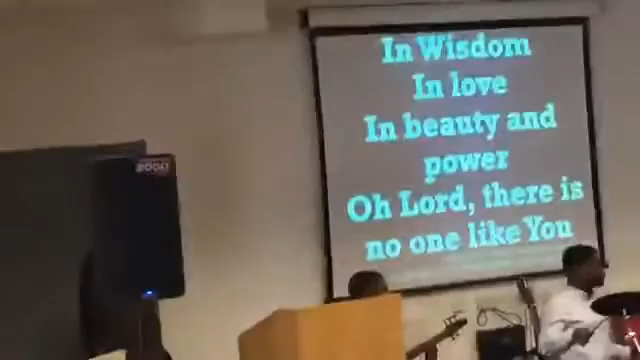 In Wisdom
In love
In beauty and
power
Oh Lord, there is
no one like You